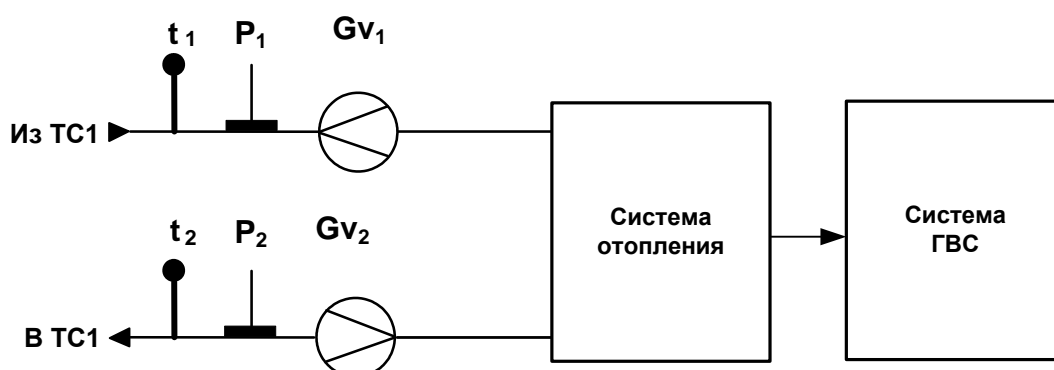 t 1 P1 Gv1
Из ТС1
t 2 P2 Gv2
В ТС1
Система
отопления
Система
ГВС